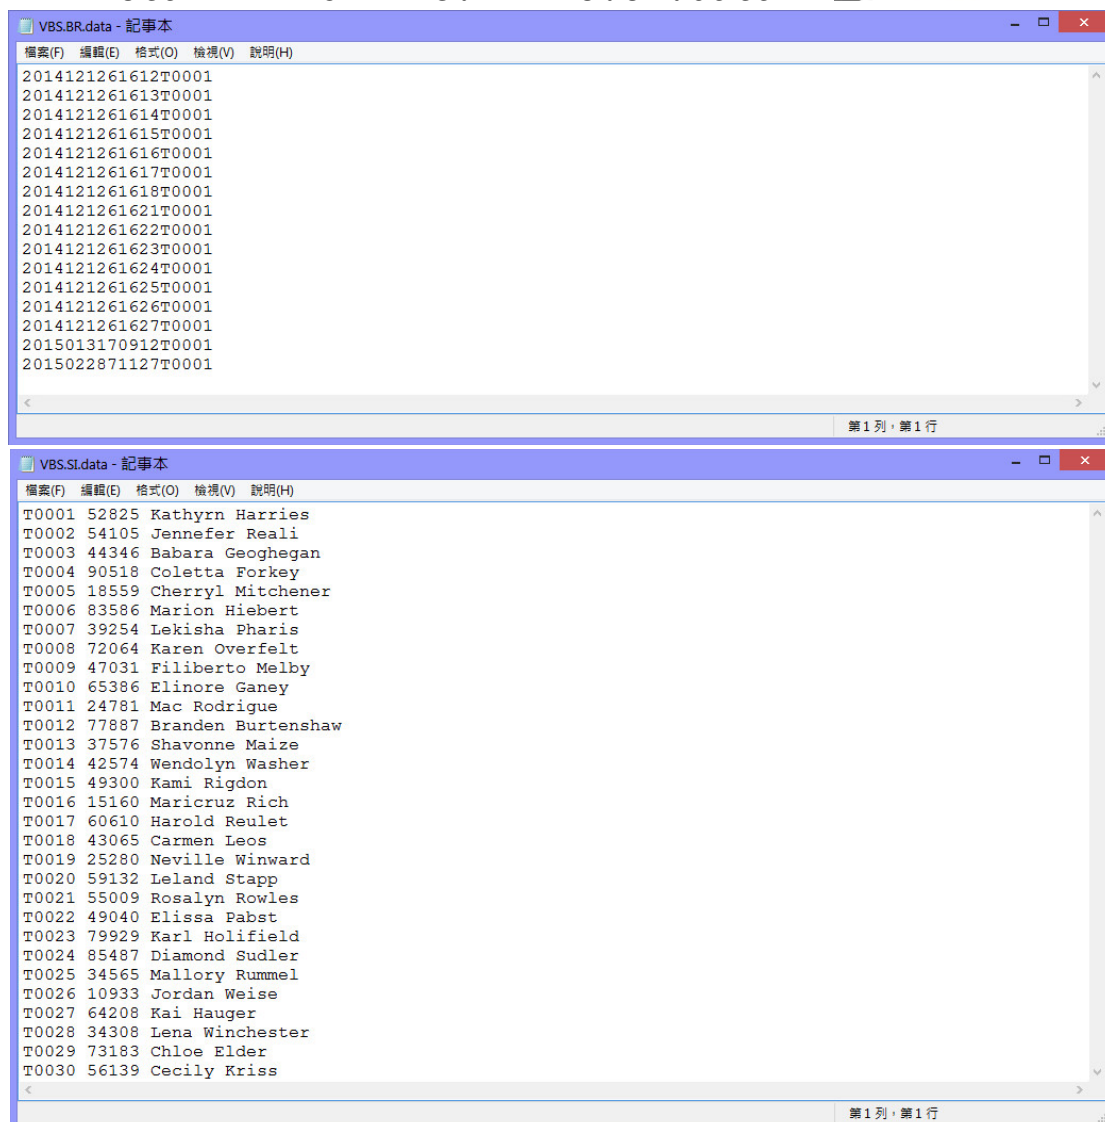 VBS.BR.data - 記事本
檔案(F) 編輯(E) 格式(O) 檢視(V) 說明(H)
2014121261612T0001
2014121261613T0001
2014121261614T0001
2014121261615T0001
2014121261616T0001
2014121261617T0001
2014121261618T0001
2014121261621T0001
2014121261622T0001
2014121261623T0001
2014121261624T0001
2014121261625T0001
2014121261626T0001
2014121261627T0001
2015013170912T0001
2015022871127T0001
第1列，第1行
VBS.SI.data - 記事本
檔案(F) 編輯(E) 格式(O) 檢視(V) 說明(H)
T0001 52825 Kathyrn Harries
T0002 54105 Jennefer Reali
T0003 44346 Babara Geoghegan
T0004 90518 Coletta Forkey
T0005 18559 Cherryl Mitchener
T0006 83586 Marion Hiebert
T0007 39254 Lekisha Pharis
T0008 72064 Karen Overfelt
T0009 47031 Filiberto Melby
T0010 65386 Elinore Ganey
T0011 24781 Mac Rodrigue
T0012 77887 Branden Burtenshaw
T0013 37576 Shavonne Maize
T0014 42574 Wendolyn Washer
T0015 49300 Kami Rigdon
T0016 15160 Maricruz Rich
T0017 60610 Harold Reulet
T0018 43065 Carmen Leos
T0019 25280 Neville Winward
T0020 59132 Leland Stapp
T0021 55009 Rosalyn Rowles
T0022 49040 Elissa Pabst
T0023 79929 Karl Holifield
T0024 85487 Diamond Sudler
T0025 34565 Mallory Rummel
T0026 10933 Jordan Weise
T0027 64208 Kai Hauger
T0028 34308 Lena Winchester
T0029 73183 Chloe Elder
T0030 56139 Cecily Kriss
第1列，第1行